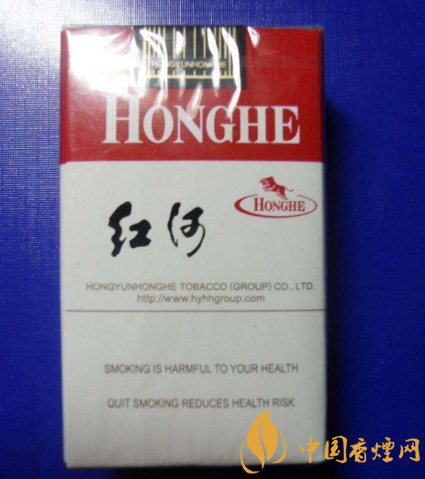 HONGYUNHONGHE
HONGHE
HONGHE
红河
HONGYUNHONGHE TOBACCO (GROUP) CO., LTD.
http://www.hyhhgroup.com
SMOKING IS HARMFUL TO YOUR HEALTH
QUIT SMOKING REDUCES HEALTH RISK
中国香煙网